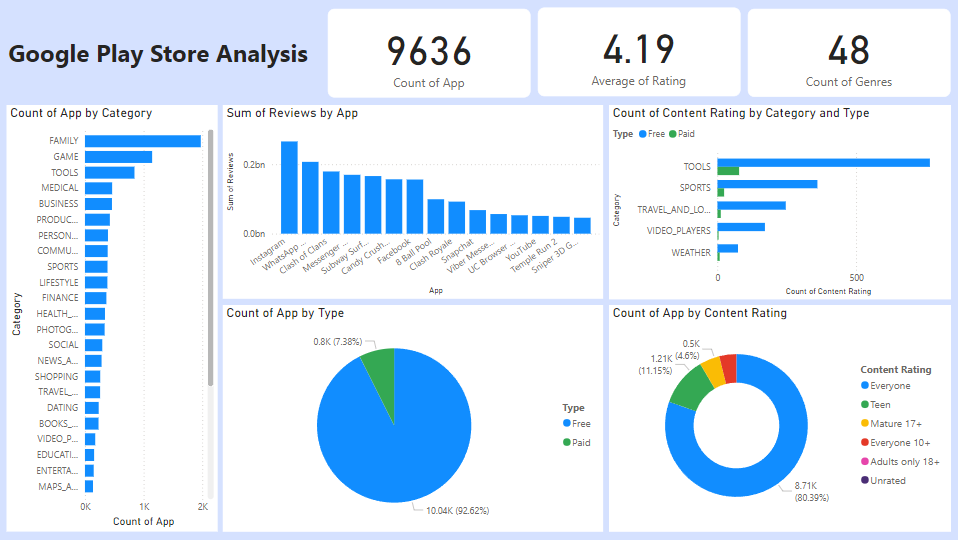 Google Play Store Analysis
9636
Count of App
4.19
Average of Rating
48
Count of Genres
Count of App by Category
Category
FAMILY
GAME
TOOLS
MEDICAL
BUSINESS
PRODUC...
PERSON...
COMMU...
SPORTS
LIFESTYLE
FINANCE
HEALTH_...
PHOTOG...
SOCIAL
NEWS_A...
SHOPPING
TRAVEL_...
DATING
BOOKS_...
VIDEO_P...
EDUCATI...
ENTERTA...
MAPS_A...
0K 1K 2K
Count of App
Sum of Reviews by App
Sum of Reviews
0.2bn
0.0bn
Instagram
WhatsApp ...
Clash of Clans
Messenger ...
Subway Surf...
Candy Crush...
Facebook
8 Ball Pool
Clash Royale
Snapchat
Viber Messe...
UC Browser ...
YouTube
Temple Run 2
Sniper 3D G...
App
Count of Content Rating by Category and Type
Type Free Paid
Category
TOOLS
SPORTS
TRAVEL_AND_LO...
VIDEO_PLAYERS
WEATHER
0 500
Count of Content Rating
Count of App by Type
0.8K (7.38%)
10.04K (92.62%)
Type
Free
Paid
Count of App by Content Rating
0.5K
(4.6%)
1.21K
(11.15%)
8.71K
(80.39%)
Content Rating
Everyone
Teen
Mature 17+
Everyone 10+
Adults only 18+
Unrated